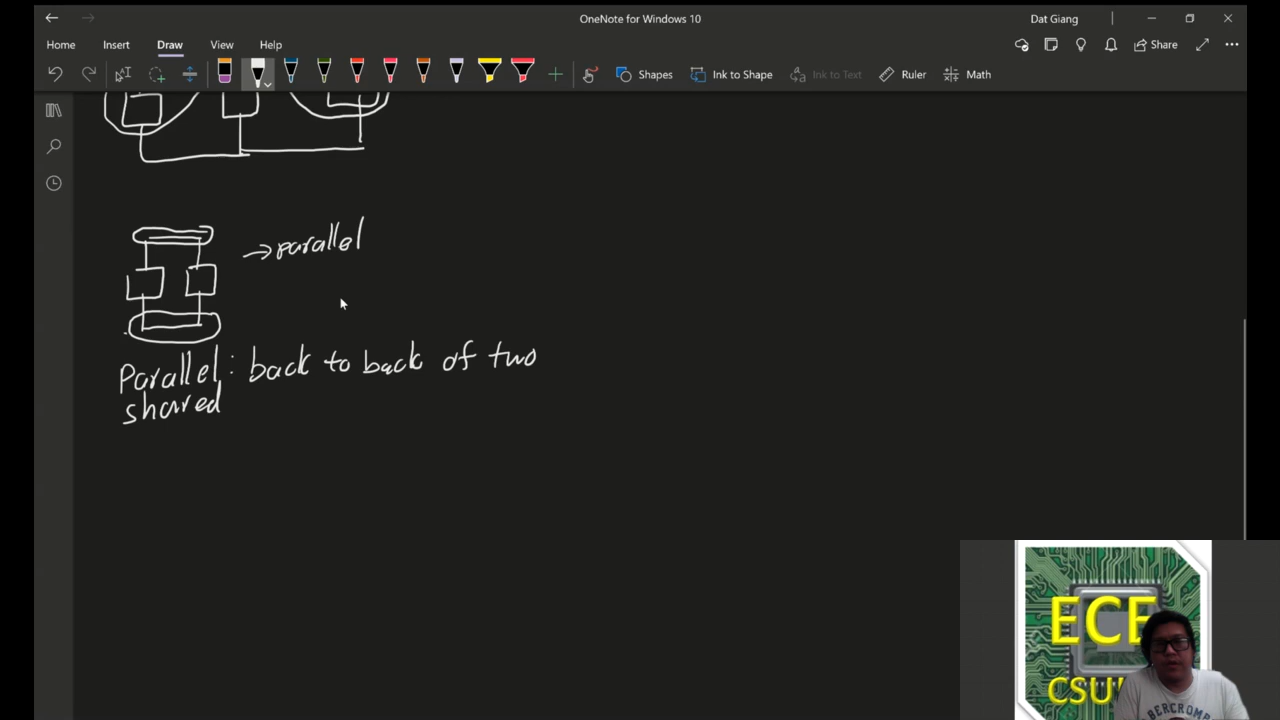 OneNote for Windows 10
Dat Giang
Home Insert Draw View Help
Share
Shapes Ink to Shape Ink to Text Ruler Math
→ parallel
Parallel: back to back of two
shared
ECE
CSU
ABERCROM